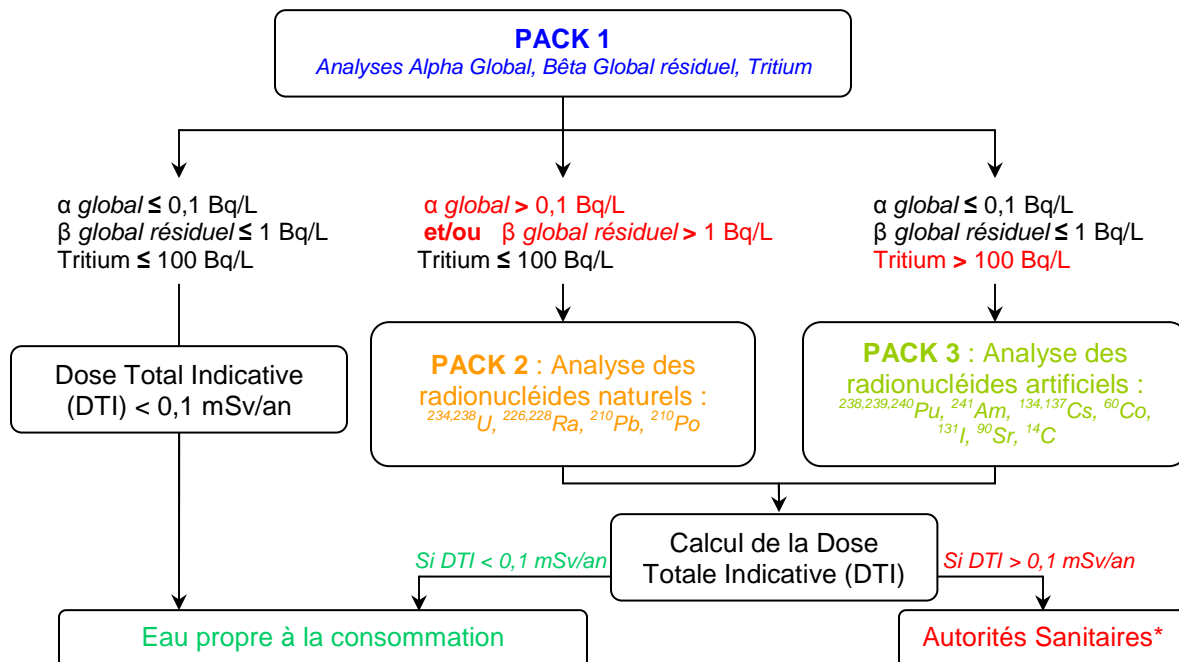 PACK 1
Analyses Alpha Global, Bêta Global résiduel, Tritium
α global ≤ 0,1 Bq/L
β global résiduel ≤ 1 Bq/L
Tritium ≤ 100 Bq/L
α global > 0,1 Bq/L
et/ou β global résiduel > 1 Bq/L
Tritium ≤ 100 Bq/L
α global ≤ 0,1 Bq/L
β global résiduel ≤ 1 Bq/L
Tritium > 100 Bq/L
Dose Total Indicative
(DTI) < 0,1 mSv/an
PACK 2 : Analyse des
radionucléides naturels :
²³⁴,²³⁸U, ²²⁶,²²⁸Ra, ²¹⁰Pb, ²¹⁰Po
PACK 3 : Analyse des
radionucléides artificiels :
²³⁸,²³⁹,²⁴⁰Pu, ²⁴¹Am, ¹³⁴,¹³⁷Cs, ⁶⁰Co,
¹³¹I, ⁹⁰Sr, ¹⁴C
Si DTI < 0,1 mSv/an
Calcul de la Dose
Totale Indicative (DTI)
Si DTI > 0,1 mSv/an
Eau propre à la consommation
Autorités Sanitaires*